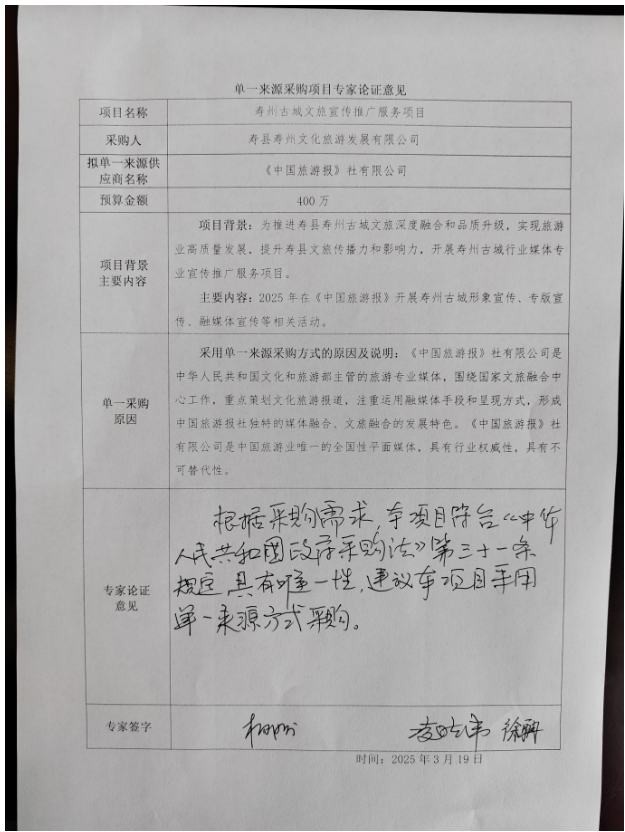 单一来源采购项目专家论证意见
项目名称
寿州古城文旅宣传推广服务项目
采购人
寿县寿州文化旅游发展有限公司
拟单一来源供
应商名称
《中国旅游报》社有限公司
预算金额
400万
项目背景
主要内容
项目背景：为推进寿县寿州古城文旅深度融合和品质升级，实现旅游
业高质量发展，提升寿县文旅传播力和影响力，开展寿州古城行业媒体专
业宣传推广服务项目。
主要内容：2025年在《中国旅游报》开展寿州古城形象宣传、专版宣
传、融媒体宣传等相关活动。
单一采购
原因
采用单一来源采购方式的原因及说明：《中国旅游报》社有限公司是
中华人民共和国文化和旅游部主管的旅游专业媒体，围绕国家文旅融合中
心工作，重点策划文化旅游报道，注重运用融媒体手段和呈现方式，形成
中国旅游报社独特的媒体融合、文旅融合的发展特色。《中国旅游报》社
有限公司是中国旅游业唯一的全国性平面媒体，具有行业权威性，具有不
可替代性。
专家论证
意见
根据采购需求，本项目符合《中华
人民共和国政府采购法》第三十一条
规定，具有唯一性，建议本项目采用
单一来源方式采购。
专家签字
时间：2025年3月19日